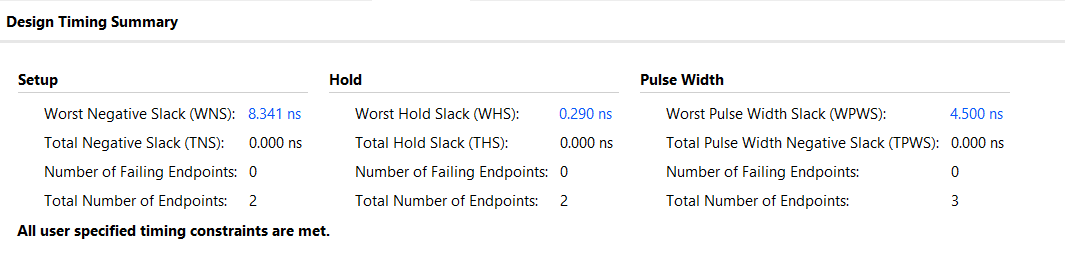 Design Timing Summary
Setup Hold Pulse Width
Worst Negative Slack (WNS): 8.341 ns Worst Hold Slack (WHS): 0.290 ns Worst Pulse Width Slack (WPWS): 4.500 ns
Total Negative Slack (TNS): 0.000 ns Total Hold Slack (THS): 0.000 ns Total Pulse Width Negative Slack (TPWS): 0.000 ns
Number of Failing Endpoints: 0 Number of Failing Endpoints: 0 Number of Failing Endpoints: 0
Total Number of Endpoints: 2 Total Number of Endpoints: 2 Total Number of Endpoints: 3
All user specified timing constraints are met.